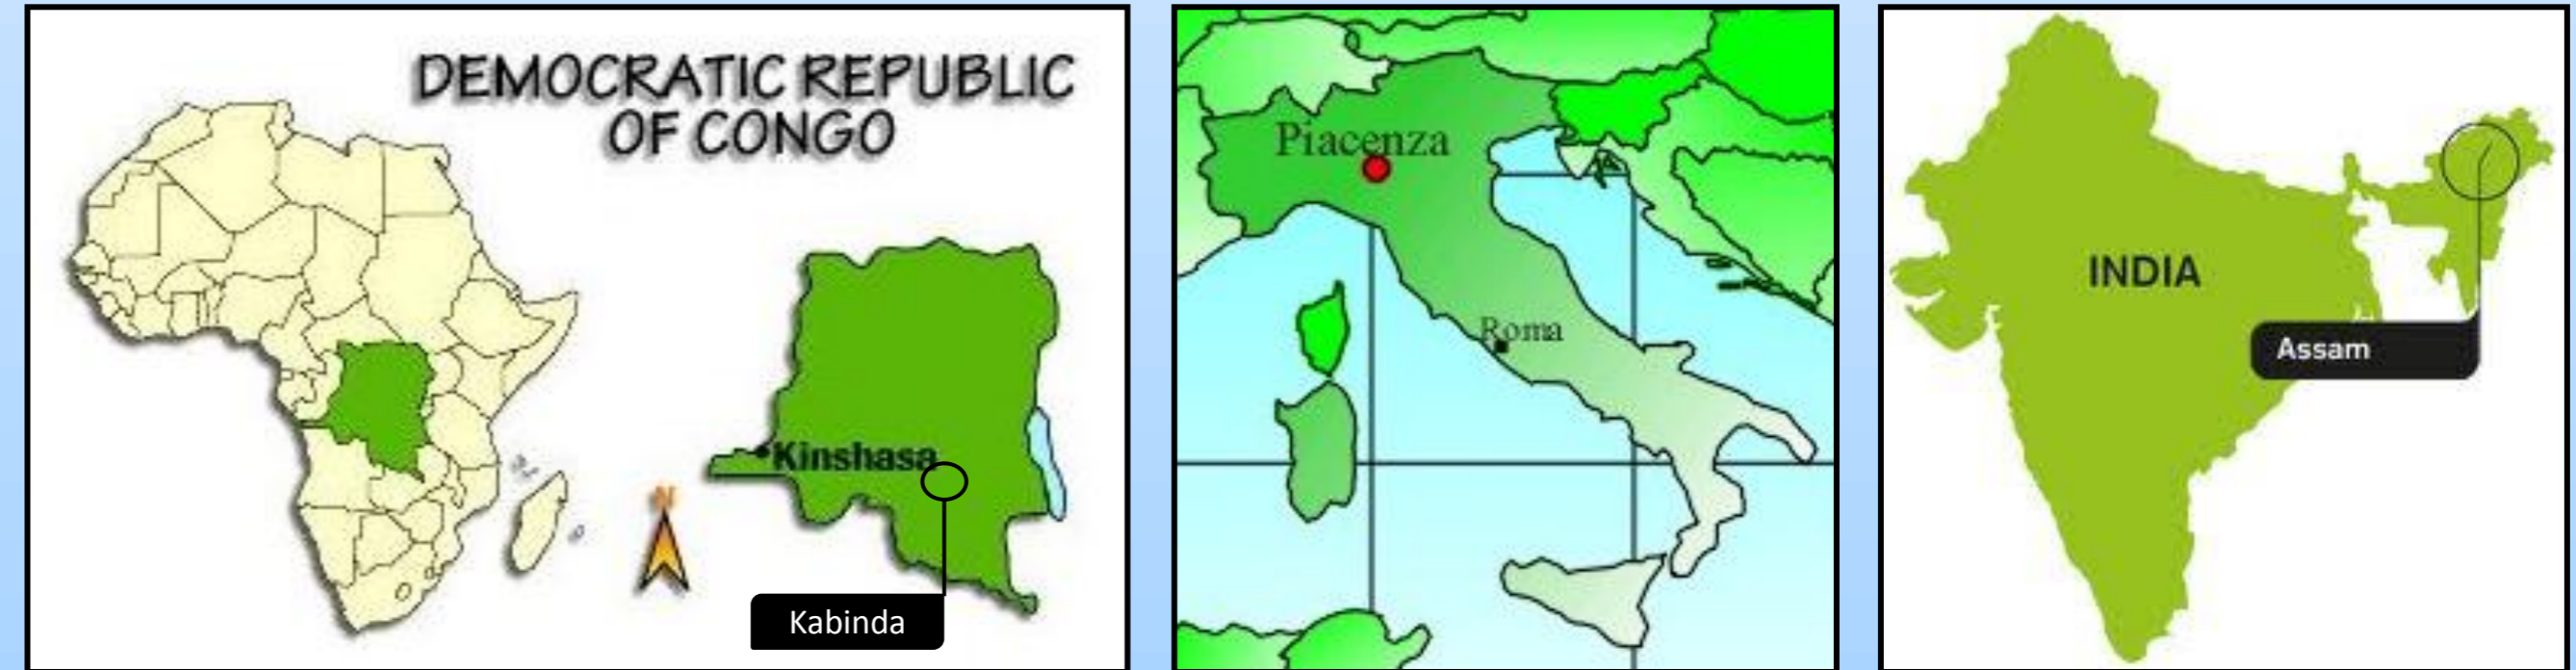 DEMOCRATIC REPUBLIC
OF CONGO
Kinshasa
N
Kabinda
Piacenza
Roma
INDIA
Assam